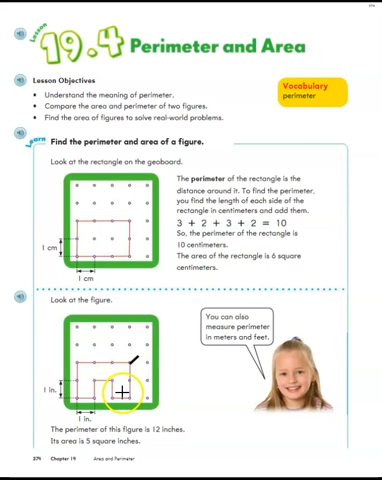 Lesson
19.4 Perimeter and Area
Lesson Objectives
• Understand the meaning of perimeter.
• Compare the area and perimeter of two figures.
• Find the area of figures to solve real-world problems.
Vocabulary
perimeter
Learn Find the perimeter and area of a figure.
Look at the rectangle on the geoboard.
The perimeter of the rectangle is the
distance around it. To find the perimeter,
you find the length of each side of the
rectangle in centimeters and add them.
3 + 2 + 3 + 2 = 10
So, the perimeter of the rectangle is
10 centimeters.
The area of the rectangle is 6 square
centimeters.
1 cm
1 cm
Look at the figure.
You can also
measure perimeter
in meters and feet.
1 in.
1 in.
The perimeter of this figure is 12 inches.
Its area is 5 square inches.
374 Chapter 19 Area and Perimeter